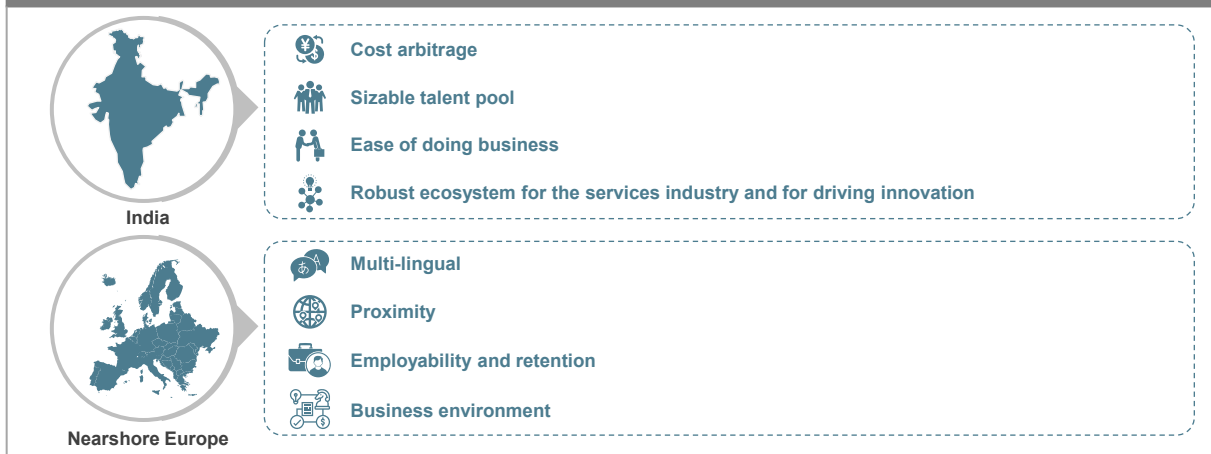 Cost arbitrage
Sizable talent pool
Ease of doing business
Robust ecosystem for the services industry and for driving innovation
India
Multi-lingual
Proximity
Employability and retention
Business environment
Nearshore Europe